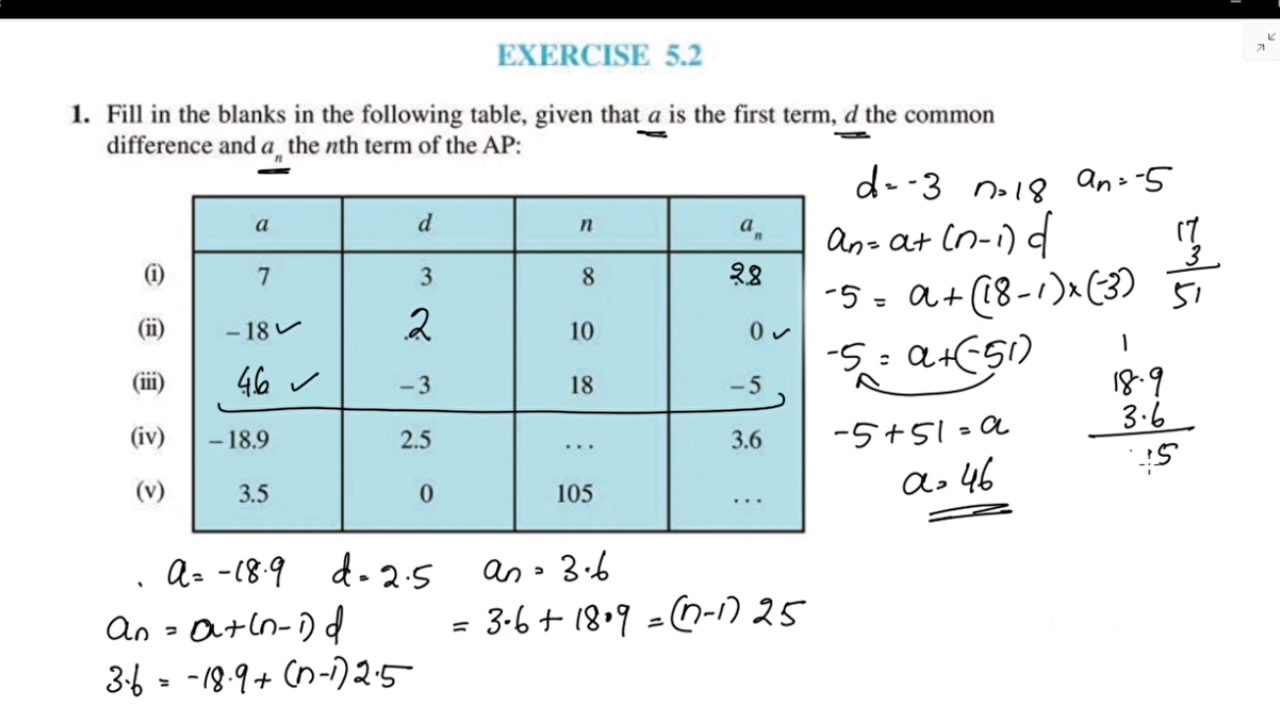 EXERCISE 5.2
1. Fill in the blanks in the following table, given that a is the first term, d the common
difference and aₙ the nth term of the AP:
a d n aₙ
(i) 7 3 8 28
(ii) – 18 ✓ 2 10 0 ✓
(iii) 46 ✓ – 3 18 – 5
(iv) – 18.9 2.5 ... 3.6
(v) 3.5 0 105 ...
d = -3 n = 18 an = -5
an = a + (n-1) d
-5 = a + (18-1) × (-3)
-5 = a + (-51)
-5 + 51 = a
a = 46
17
3
51
1
18.9
3.6
.5
a = -18.9 d = 2.5 an = 3.6
an = a + (n-1) d
3.6 = -18.9 + (n-1) 2.5
= 3.6 + 18.9 = (n-1) 25